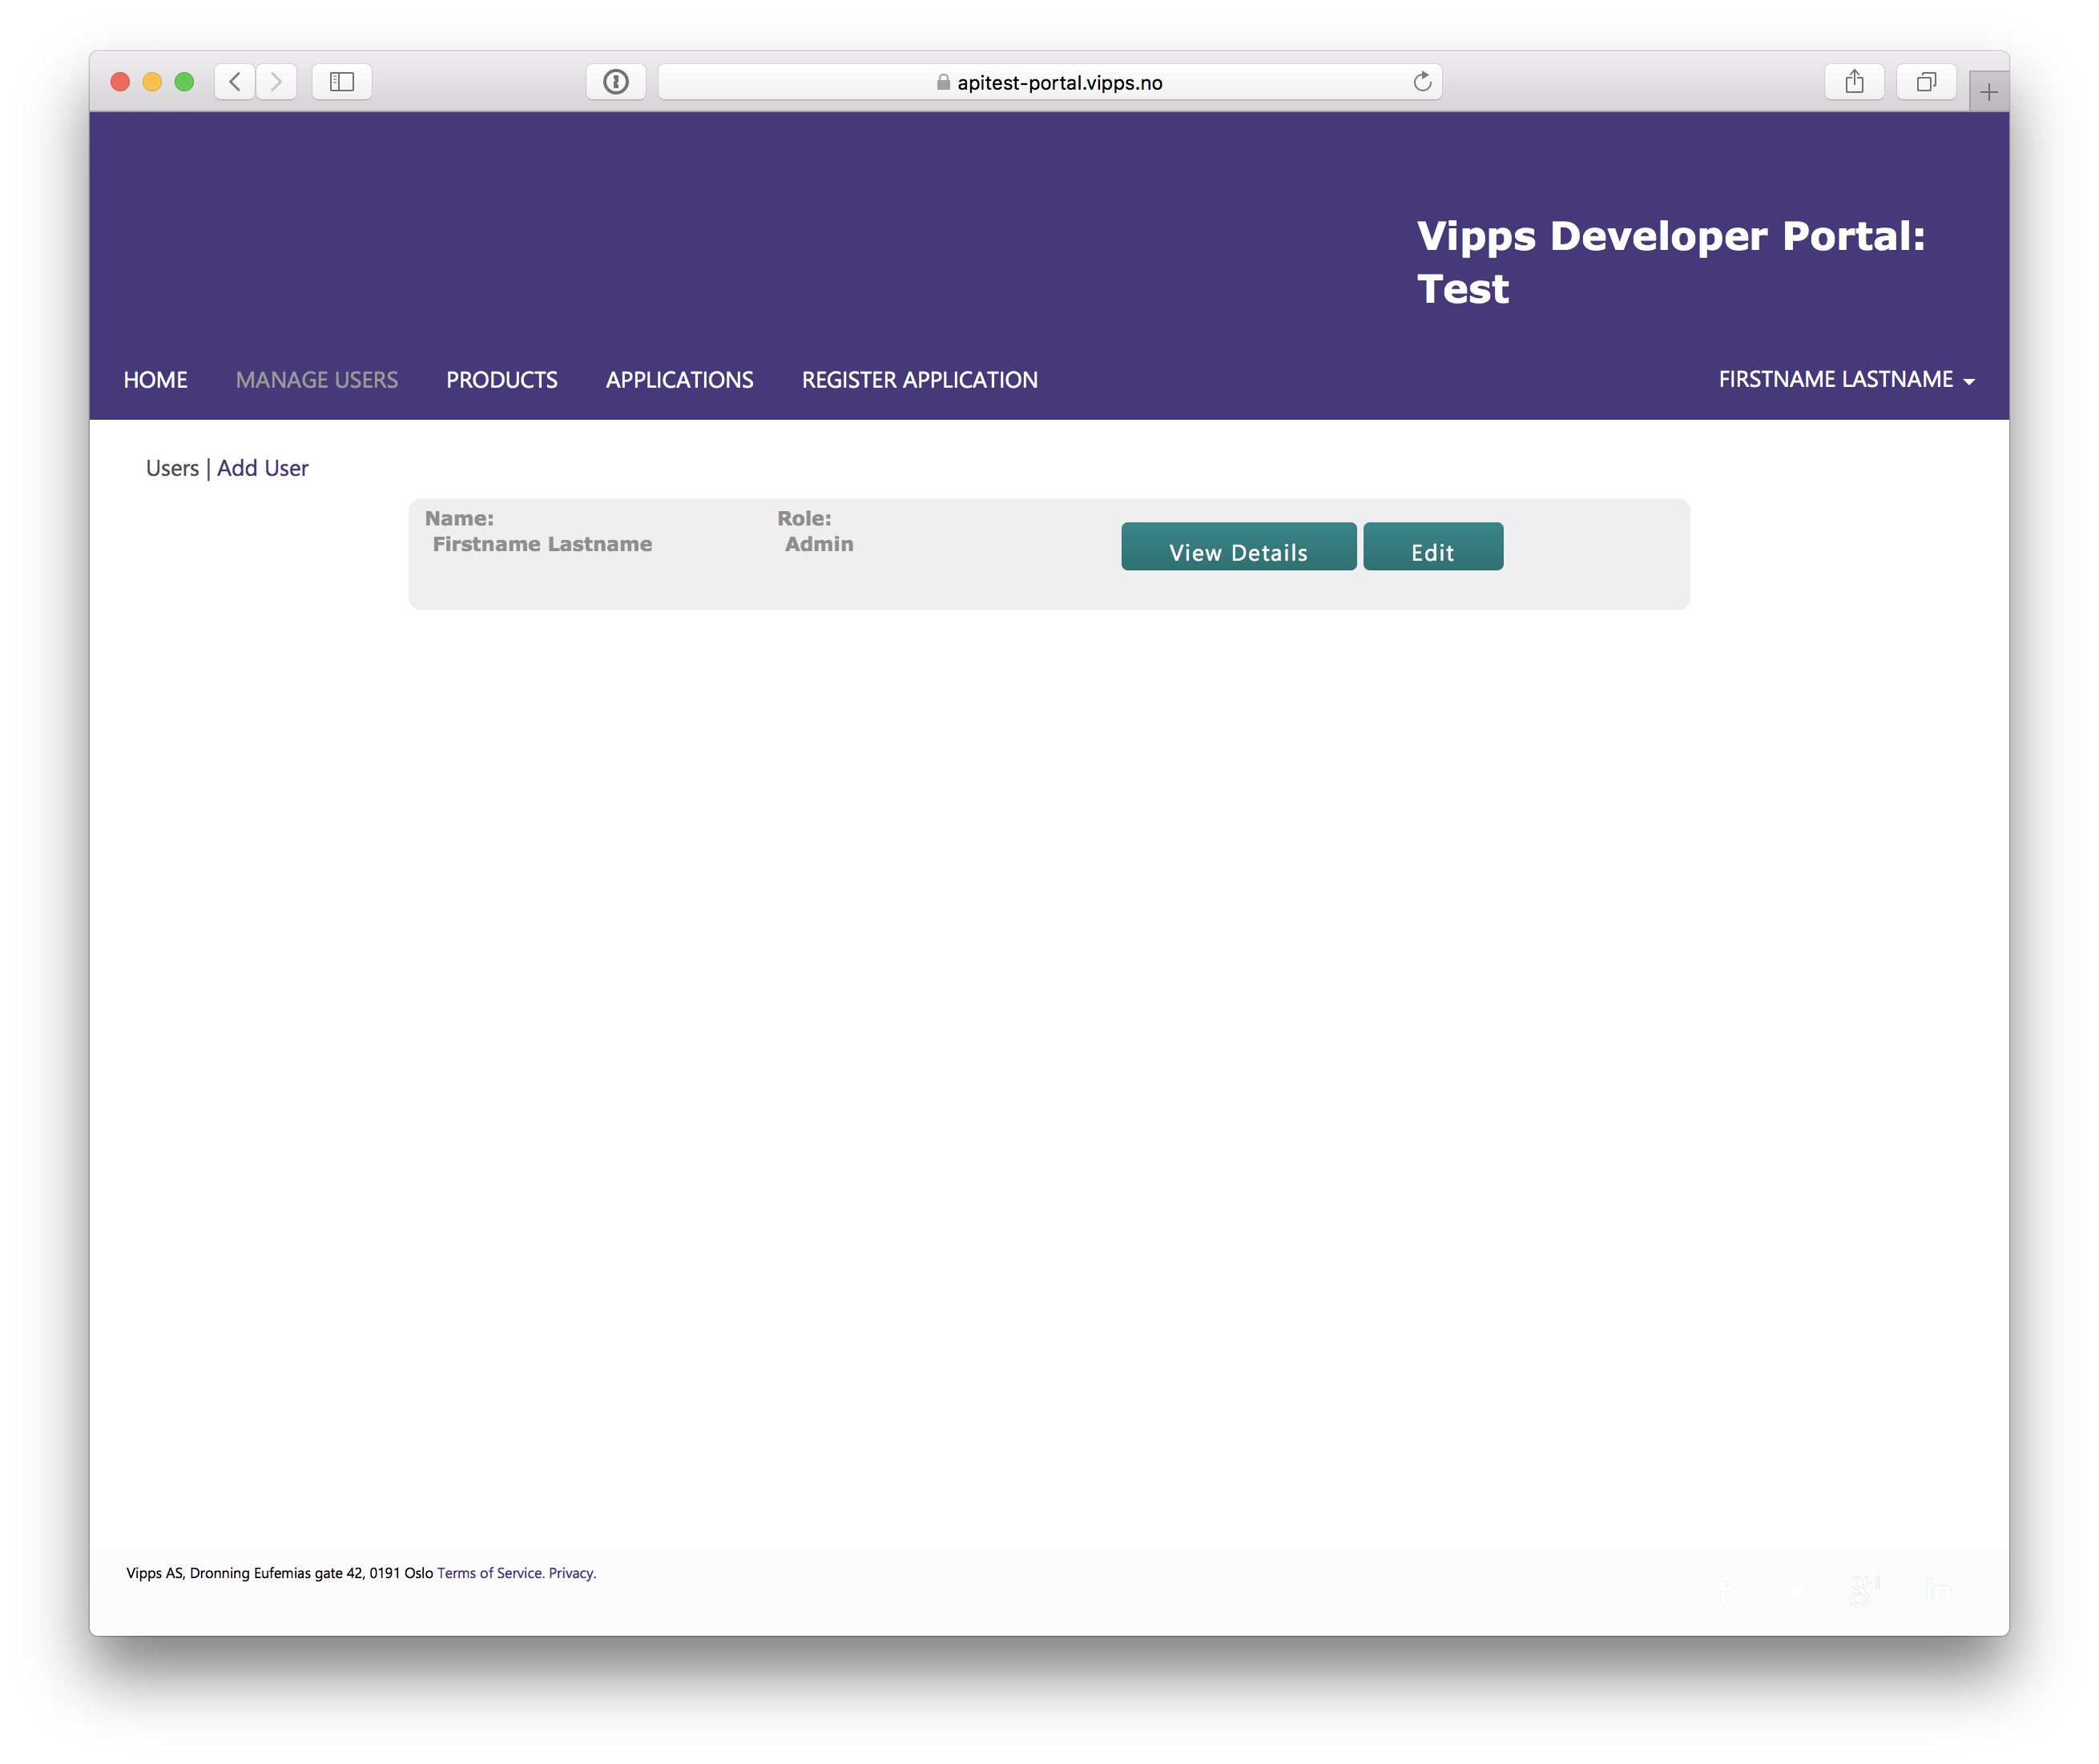 apitest-portal.vipps.no
Vipps Developer Portal:
Test
HOME MANAGE USERS PRODUCTS APPLICATIONS REGISTER APPLICATION FIRSTNAME LASTNAME
Users | Add User
Name: Role:
Firstname Lastname Admin View Details Edit
Vipps AS, Dronning Eufemias gate 42, 0191 Oslo Terms of Service. Privacy.
f g+ in